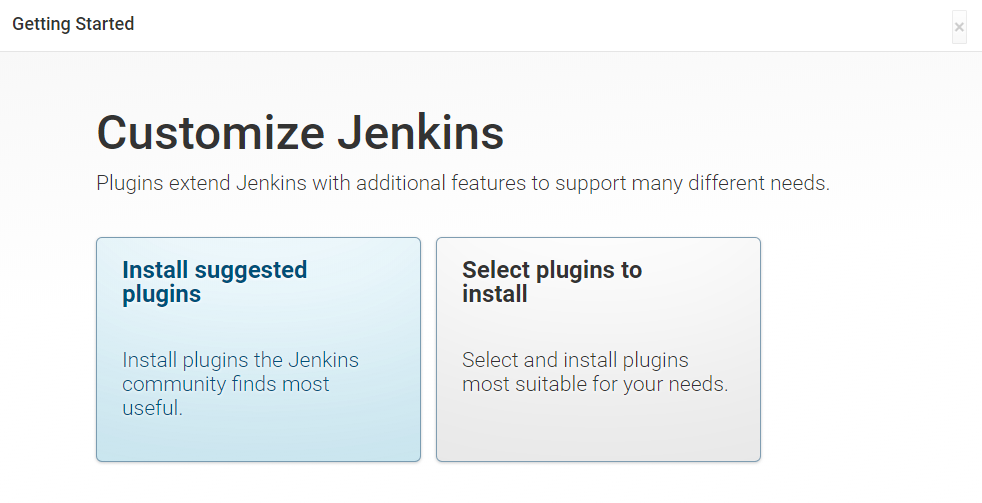 Getting Started
×
Customize Jenkins
Plugins extend Jenkins with additional features to support many different needs.
Install suggested
plugins
Install plugins the Jenkins
community finds most
useful.
Select plugins to
install
Select and install plugins
most suitable for your needs.